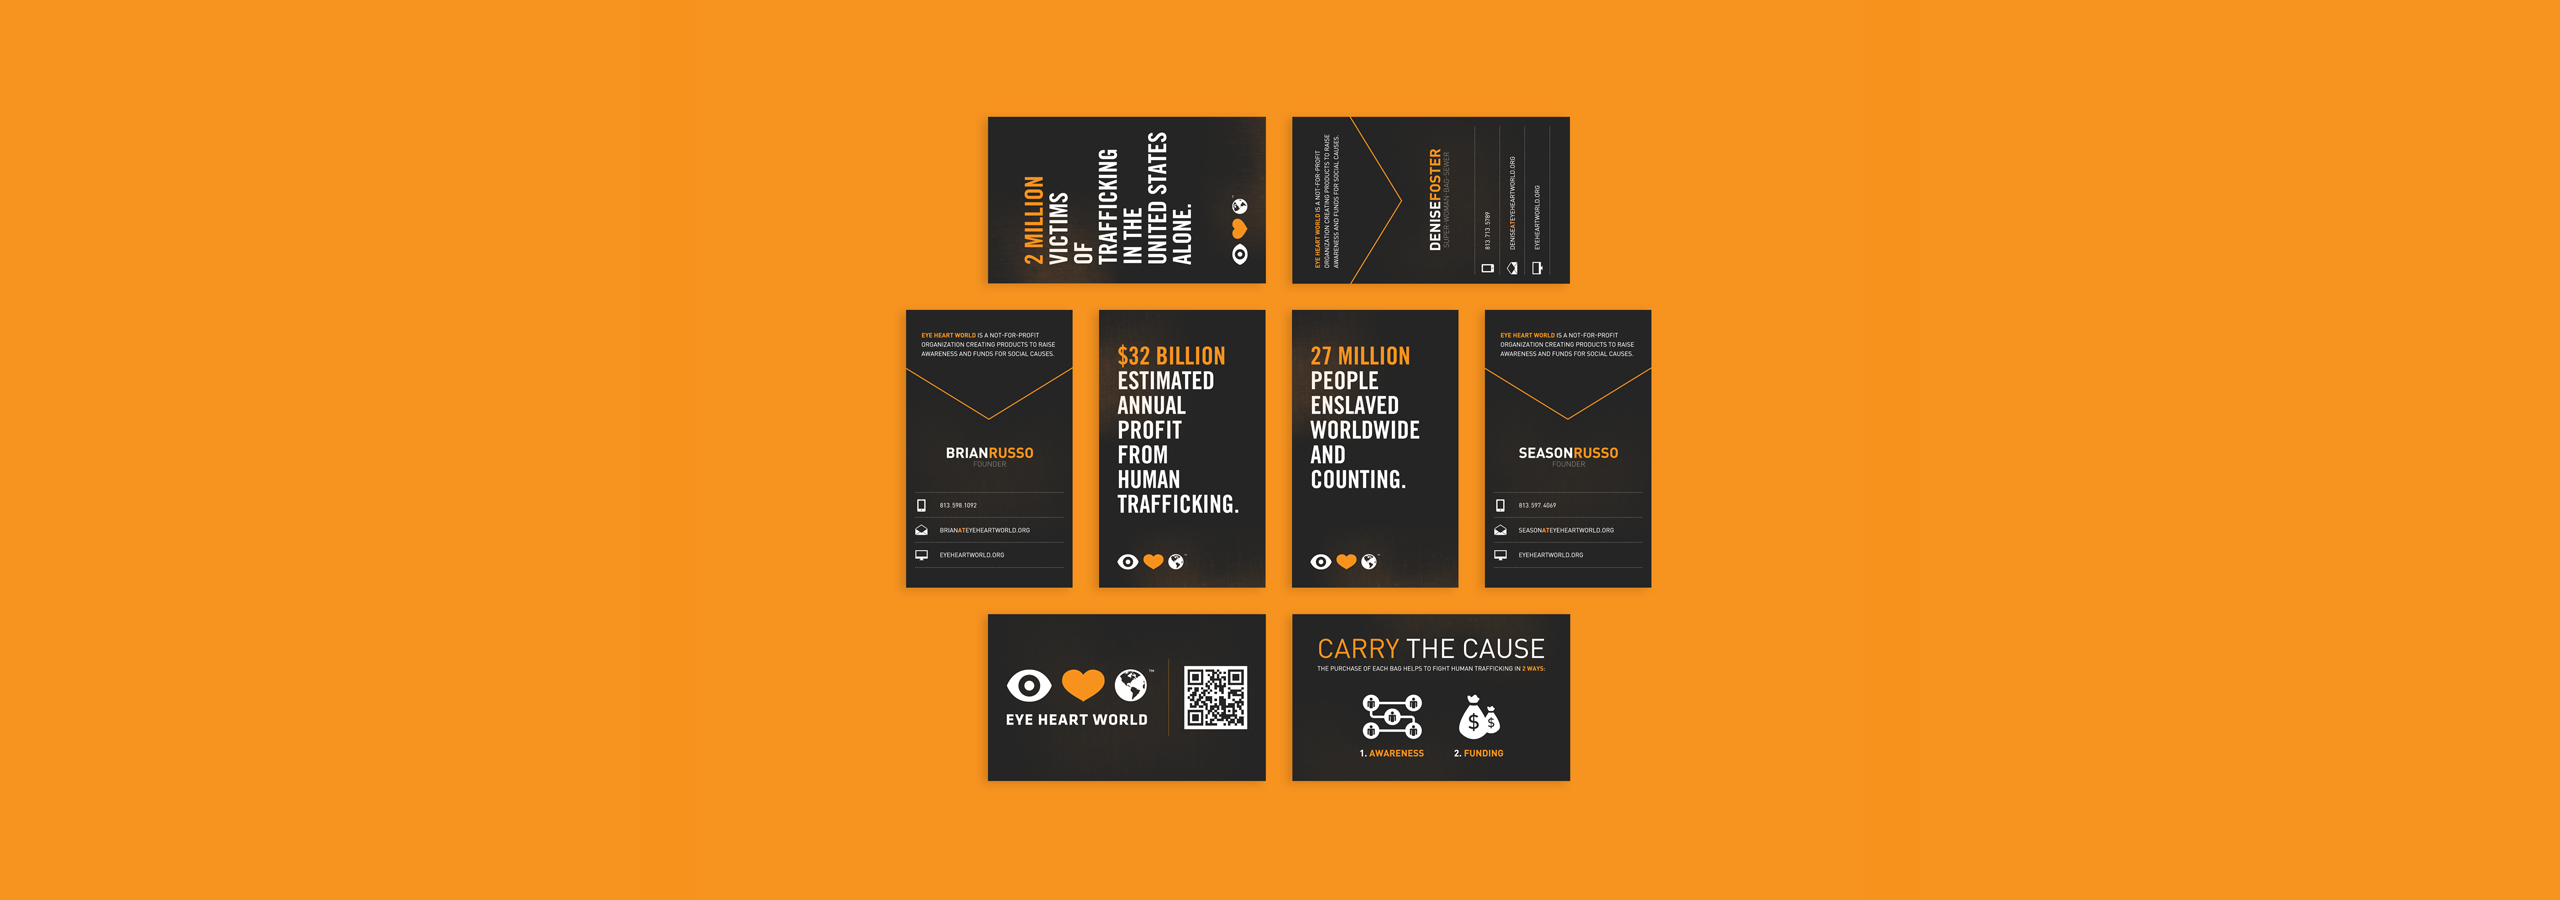 2 MILLION
VICTIMS
OF
TRAFFICKING
IN THE
UNITED STATES
ALONE.
™
EYE HEART WORLD IS A NOT-FOR-PROFIT
ORGANIZATION CREATING PRODUCTS TO RAISE
AWARENESS AND FUNDS FOR SOCIAL CAUSES.
DENISEFOSTER
SUPER-WOMAN-BAG-SEWER
813.713.5789
DENISEATEYEHEARTWORLD.ORG
EYEHEARTWORLD.ORG
EYE HEART WORLD IS A NOT-FOR-PROFIT
ORGANIZATION CREATING PRODUCTS TO RAISE
AWARENESS AND FUNDS FOR SOCIAL CAUSES.
BRIANRUSSO
FOUNDER
813.598.1092
BRIANATEYEHEARTWORLD.ORG
EYEHEARTWORLD.ORG
$32 BILLION
ESTIMATED
ANNUAL
PROFIT
FROM
HUMAN
TRAFFICKING.
™
27 MILLION
PEOPLE
ENSLAVED
WORLDWIDE
AND
COUNTING.
™
EYE HEART WORLD IS A NOT-FOR-PROFIT
ORGANIZATION CREATING PRODUCTS TO RAISE
AWARENESS AND FUNDS FOR SOCIAL CAUSES.
SEASONRUSSO
FOUNDER
813.597.4069
SEASONATEYEHEARTWORLD.ORG
EYEHEARTWORLD.ORG
™
EYE HEART WORLD
CARRY THE CAUSE
THE PURCHASE OF EACH BAG HELPS TO FIGHT HUMAN TRAFFICKING IN 2 WAYS:
$ $
1. AWARENESS
2. FUNDING